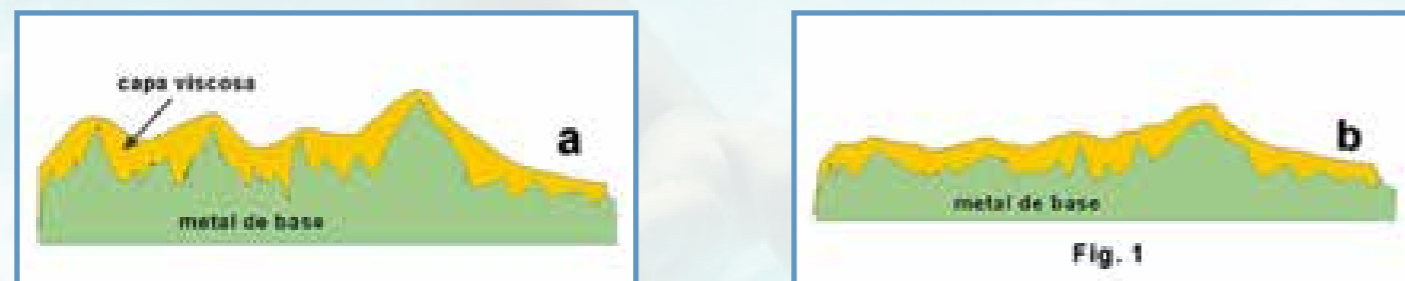 capa viscosa
a
metal de base
b
metal de base
Fig. 1